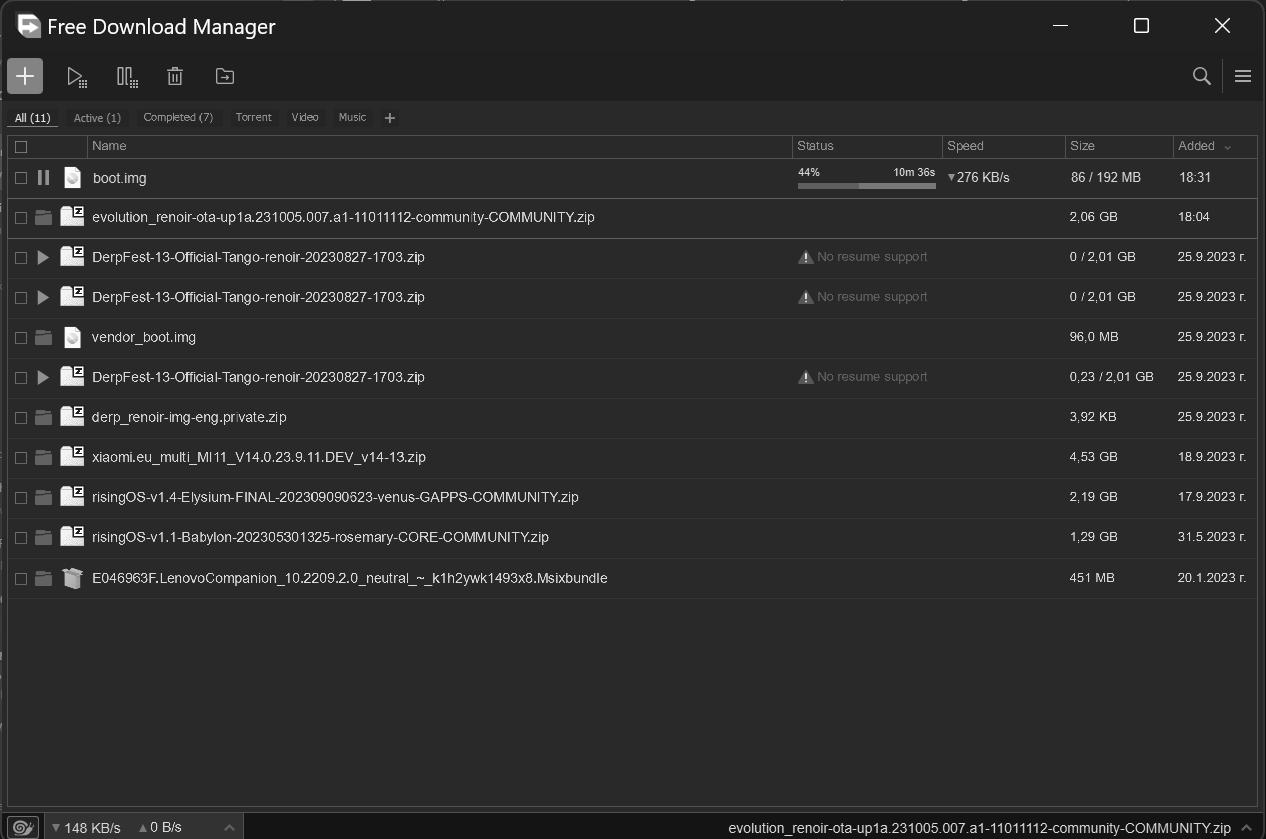 Free Download Manager
All (11) Active (1) Completed (7) Torrent Video Music +
Name Status Speed Size Added
boot.img 44% 10m 36s 276 KB/s 86 / 192 MB 18:31
evolution_renoir-ota-up1a.231005.007.a1-11011112-community-COMMUNITY.zip 2,06 GB 18:04
DerpFest-13-Official-Tango-renoir-20230827-1703.zip No resume support 0 / 2,01 GB 25.9.2023 г.
DerpFest-13-Official-Tango-renoir-20230827-1703.zip No resume support 0 / 2,01 GB 25.9.2023 г.
vendor_boot.img 96,0 MB 25.9.2023 г.
DerpFest-13-Official-Tango-renoir-20230827-1703.zip No resume support 0,23 / 2,01 GB 25.9.2023 г.
derp_renoir-img-eng.private.zip 3,92 KB 25.9.2023 г.
xiaomi.eu_multi_MI11_V14.0.23.9.11.DEV_v14-13.zip 4,53 GB 18.9.2023 г.
risingOS-v1.4-Elysium-FINAL-202309090623-venus-GAPPS-COMMUNITY.zip 2,19 GB 17.9.2023 г.
risingOS-v1.1-Babylon-202305301325-rosemary-CORE-COMMUNITY.zip 1,29 GB 31.5.2023 г.
E046963F.LenovoCompanion_10.2209.2.0_neutral_~_k1h2ywk1493x8.Msixbundle 451 MB 20.1.2023 г.
148 KB/s 0 B/s evolution_renoir-ota-up1a.231005.007.a1-11011112-community-COMMUNITY.zip